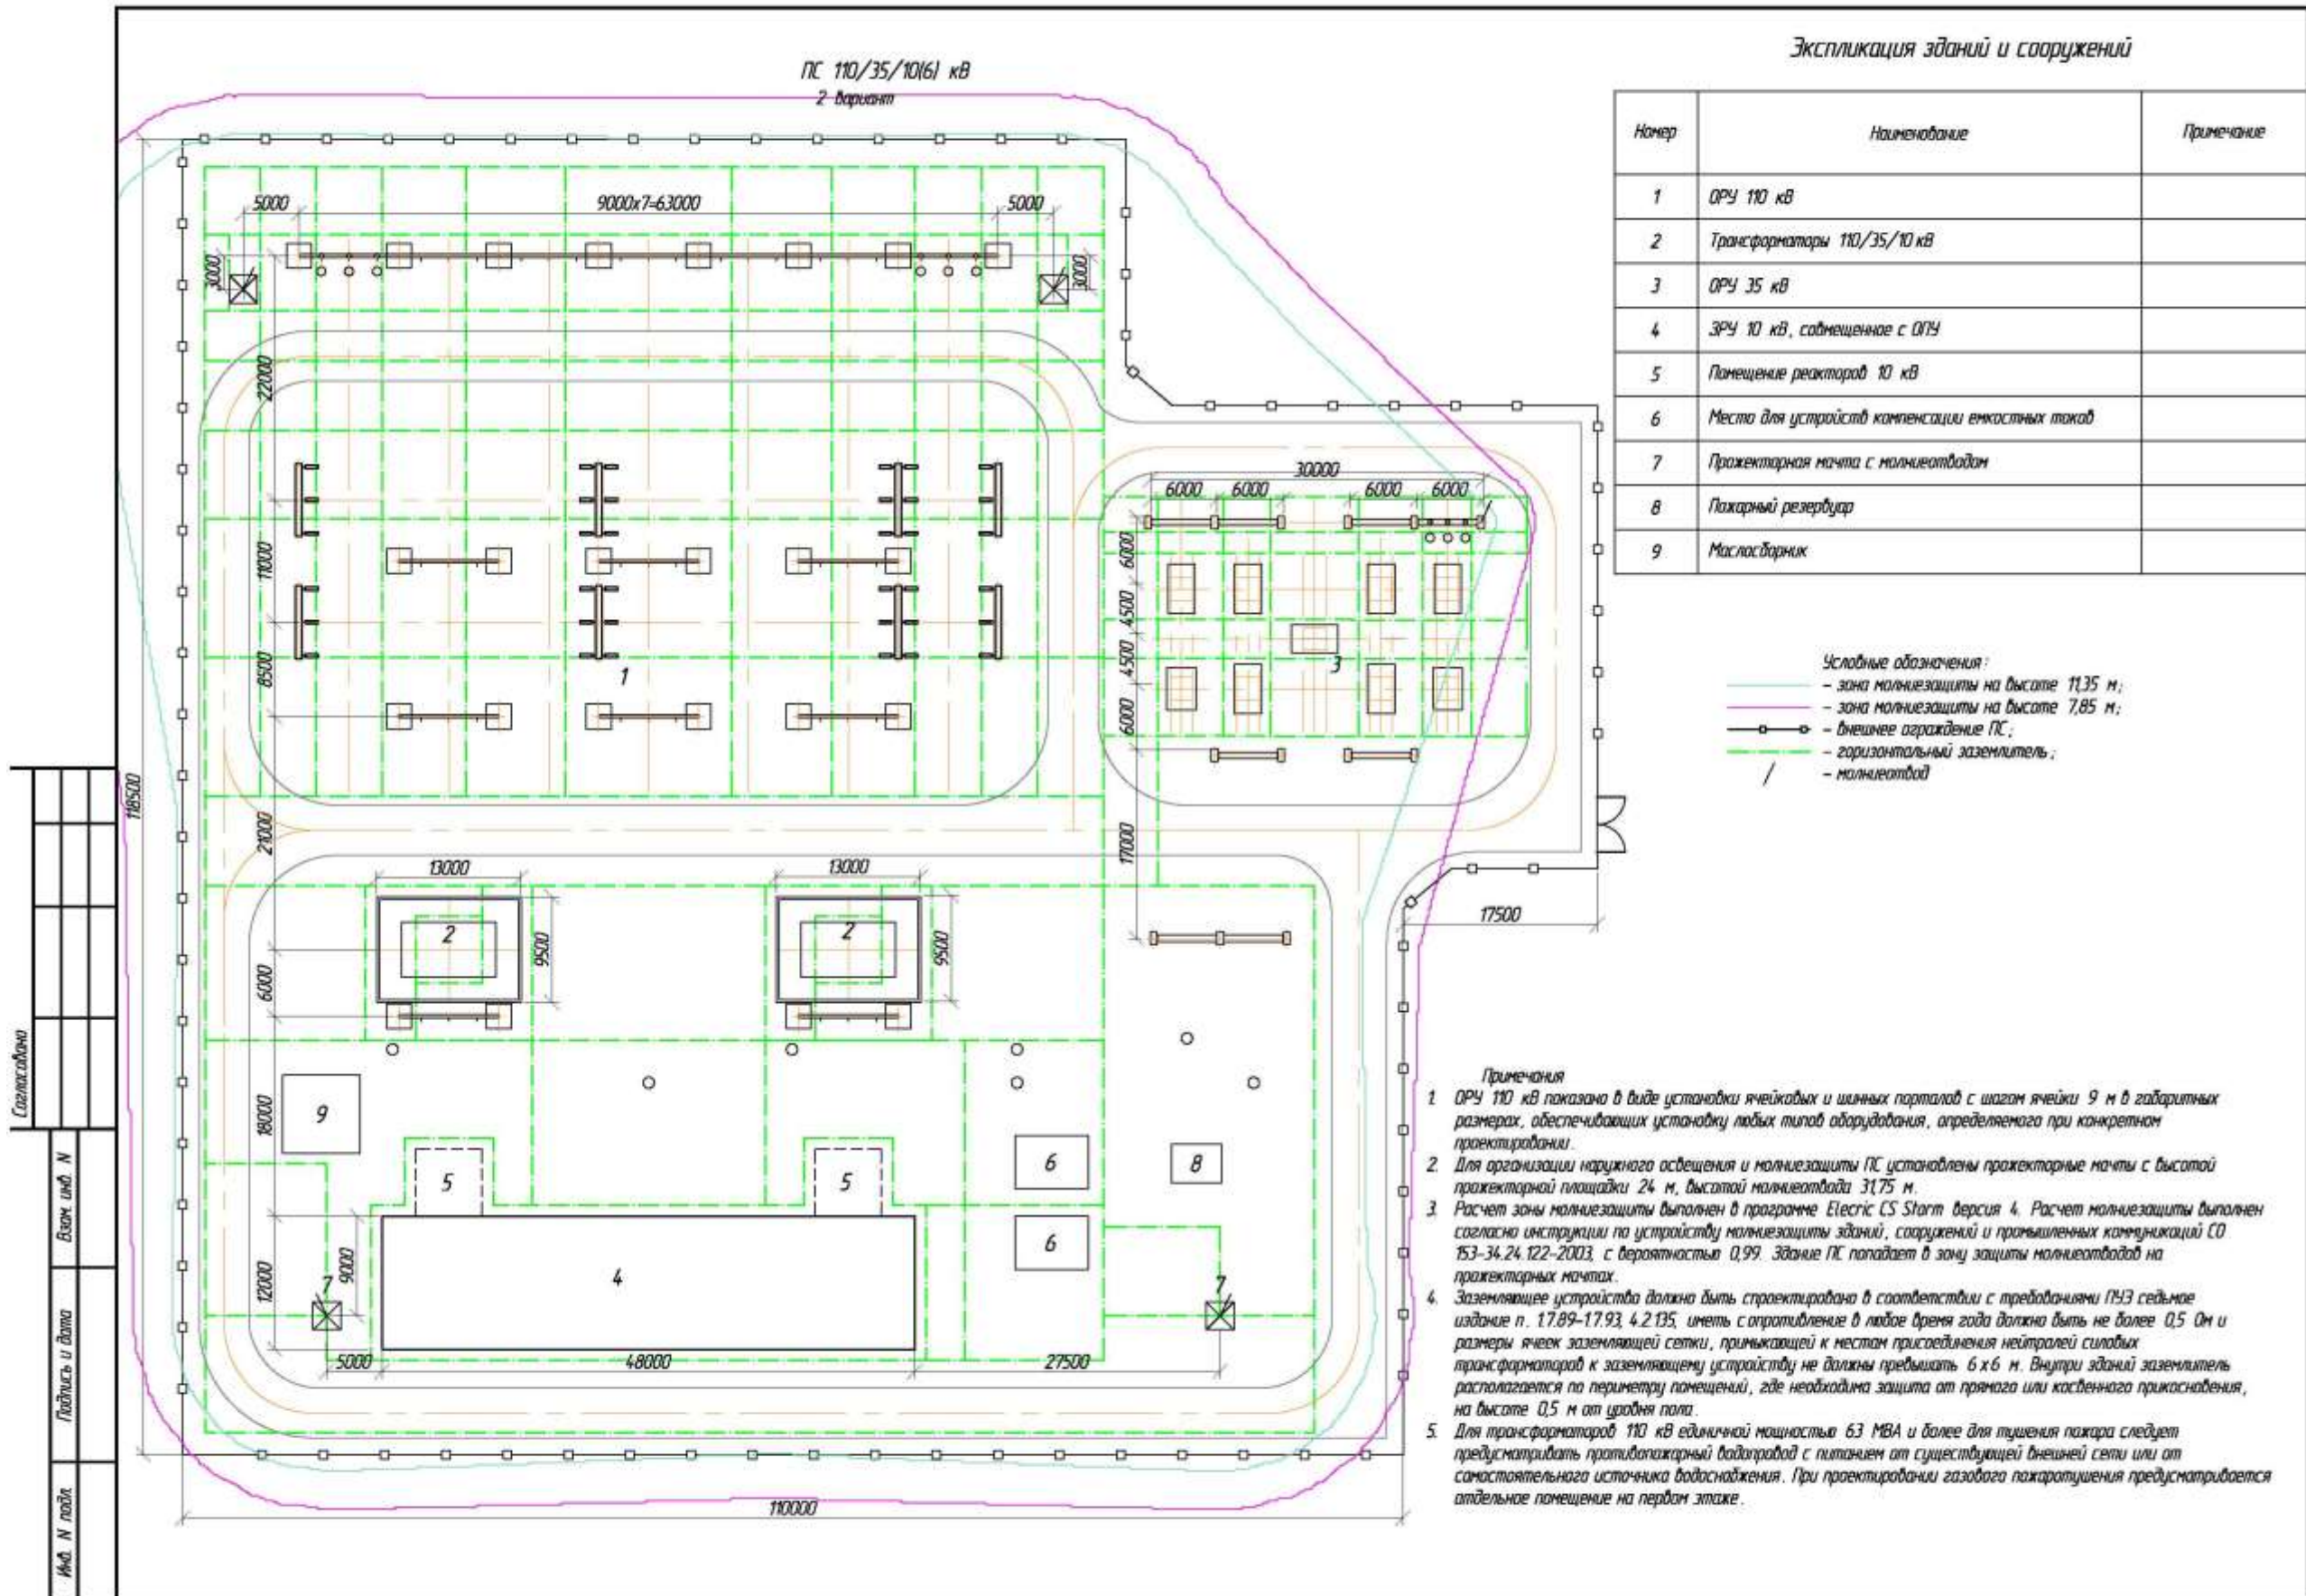 ПС 110/35/10(6) кВ
2 вариант
Экспликация зданий и сооружений
Номер
Наименование
Примечание
1
ОРУ 110 кВ
2
Трансформаторы 110/35/10 кВ
3
ОРУ 35 кВ
4
ЗРУ 10 кВ, совмещенное с ОПУ
5
Помещение реакторов 10 кВ
6
Место для устройств компенсации емкостных токов
7
Прожекторная мачта с молниеотводом
8
Пожарный резервуар
9
Маслосборник
5000
9000х7=63000
5000
3000
3000
22000
30000
6000
6000
6000
6000
11000
6000
4500
4500
6000
8500
1
3
118500
21000
17000
13000
13000
2
2
9500
9500
17500
6000
18000
9
5
5
6
8
6
12000
9000
7
4
7
5000
48000
27500
110000
Условные обозначения:
– зона молниезащиты на высоте 11,35 м;
– зона молниезащиты на высоте 7,85 м;
– внешнее ограждение ПС;
– горизонтальный заземлитель;
– молниеотвод
Примечания
1. ОРУ 110 кВ показано в виде установки ячейковых и шинных порталов с шагом ячейки 9 м в габаритных
размерах, обеспечивающих установку любых типов оборудования, определяемого при конкретном
проектировании.
2. Для организации наружного освещения и молниезащиты ПС установлены прожекторные мачты с высотой
прожекторной площадки 24 м, высотой молниеотвода 31,75 м.
3. Расчет зоны молниезащиты выполнен в программе Elecric CS Storm версия 4. Расчет молниезащиты выполнен
согласно инструкции по устройству молниезащиты зданий, сооружений и промышленных коммуникаций СО
153-34.24.122-2003, с вероятностью 0,99. Здание ПС попадает в зону защиты молниеотводов на
прожекторных мачтах.
4. Заземляющее устройство должно быть спроектировано в соответствии с требованиями ПУЭ седьмое
издание п. 1.7.89-1.7.93, 4.2.135, иметь сопротивление в любое время года должно быть не более 0,5 Ом и
размеры ячеек заземляющей сетки, примыкающей к местам присоединения нейтралей силовых
трансформаторов к заземляющему устройству не должны превышать 6х6 м. Внутри зданий заземлитель
располагается по периметру помещений, где необходима защита от прямого или косвенного прикосновения,
на высоте 0,5 м от уровня пола.
5. Для трансформаторов 110 кВ единичной мощностью 63 МВА и более для тушения пожара следует
предусматривать противопожарный водопровод с питанием от существующей внешней сети или от
самостоятельного источника водоснабжения. При проектировании газового пожаротушения предусматривается
отдельное помещение на первом этаже.
Согласовано
Взам. инв. N
Подпись и дата
Инв. N подл.